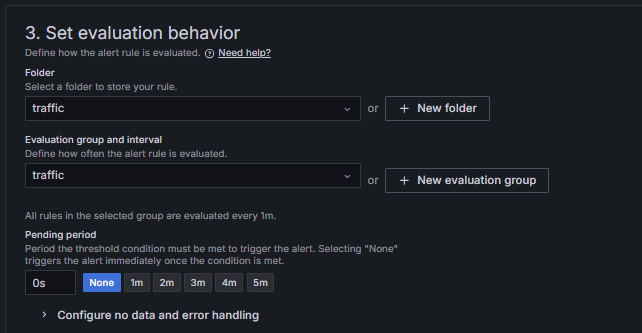 3. Set evaluation behavior
Define how the alert rule is evaluated. Need help?
Folder
Select a folder to store your rule.
traffic or + New folder
Evaluation group and interval
Define how often the alert rule is evaluated.
traffic or + New evaluation group
All rules in the selected group are evaluated every 1m.
Pending period
Period the threshold condition must be met to trigger the alert. Selecting "None"
triggers the alert immediately once the condition is met.
0s None 1m 2m 3m 4m 5m
Configure no data and error handling